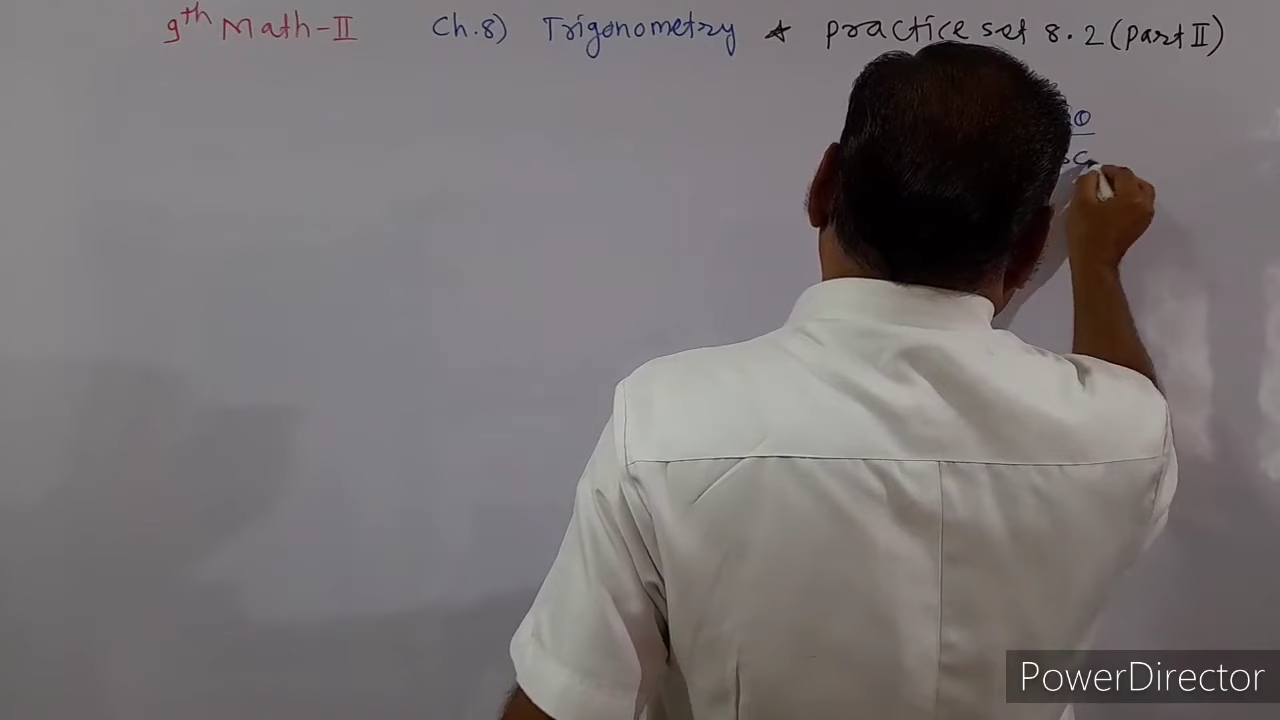 9th Math-II Ch.8) Trigonometry ★ Practice set 8.2 (Part II)
θ
PowerDirector